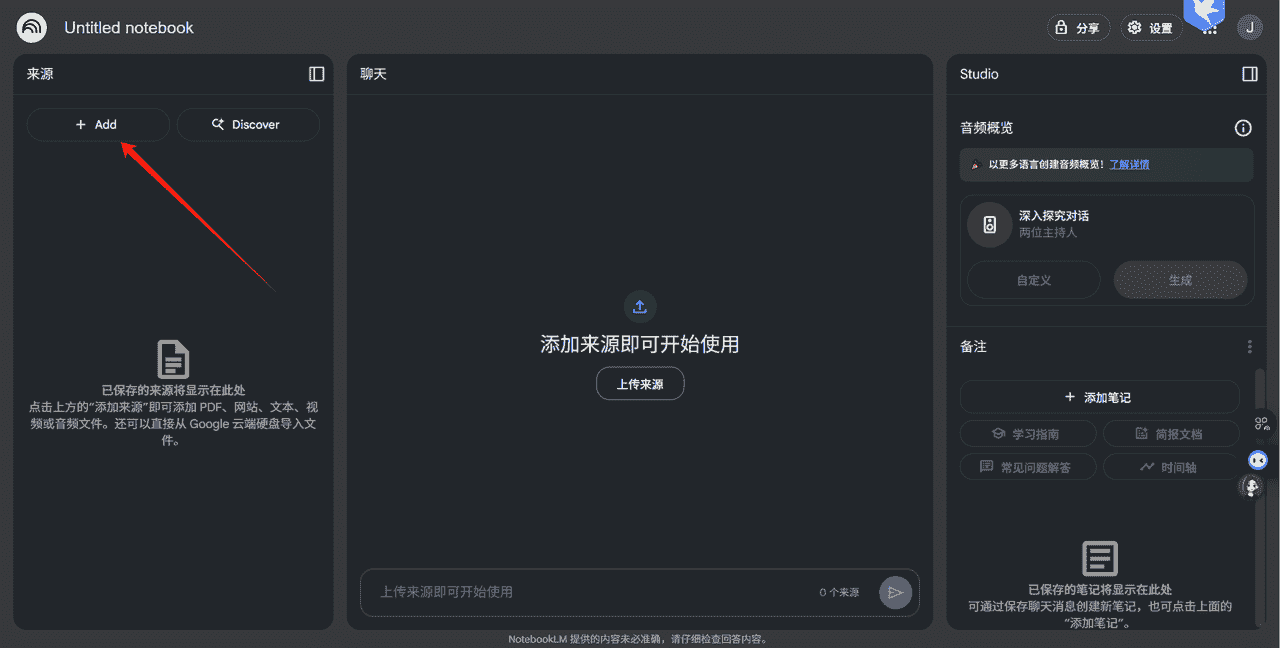 Untitled notebook
分享
设置
J
来源
Add
Discover
已保存的来源将显示在此处
点击上方的“添加来源”即可添加 PDF、网站、文本、视
频或音频文件。还可以直接从 Google 云端硬盘导入文
件。
聊天
添加来源即可开始使用
上传来源
上传来源即可开始使用
0 个来源
NotebookLM 提供的内容未必准确，请仔细检查回答内容。
Studio
音频概览
以更多语言创建音频概览！了解详情
深入探究对话
两位主持人
自定义
生成
备注
添加笔记
学习指南
简报文档
常见问题解答
时间轴
已保存的笔记将显示在此处
可通过保存聊天消息创建新笔记，也可点击上面的
“添加笔记”。